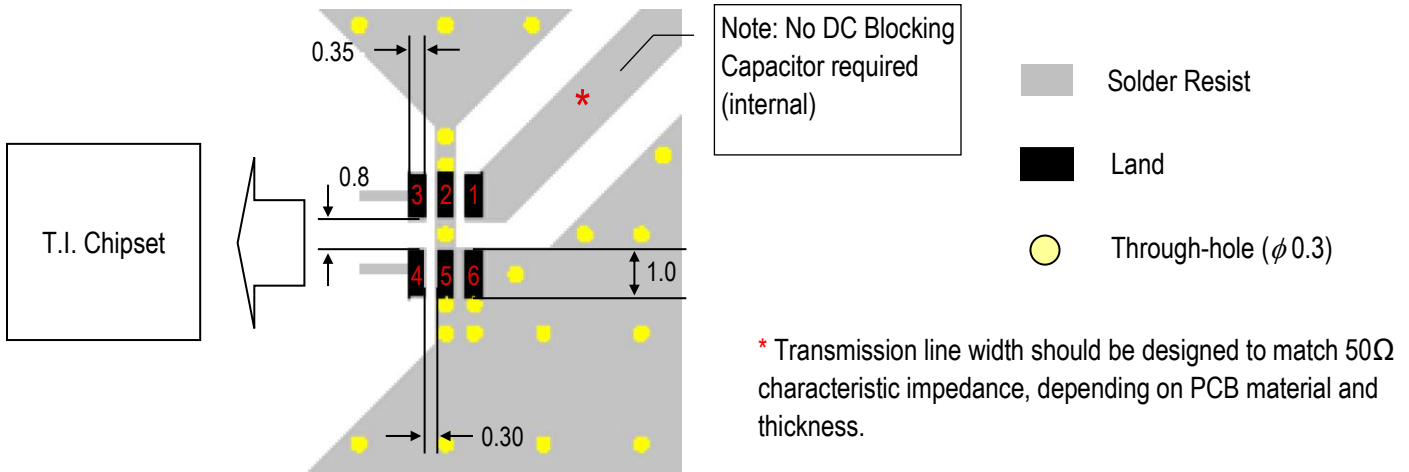 Note: No DC Blocking
Capacitor required
(internal)
0.35
*
Solder Resist
0.8
3 2 1
Land
T.I. Chipset
4 5 6
1.0
Through-hole (ϕ 0.3)
* Transmission line width should be designed to match 50Ω
characteristic impedance, depending on PCB material and
thickness.
0.30